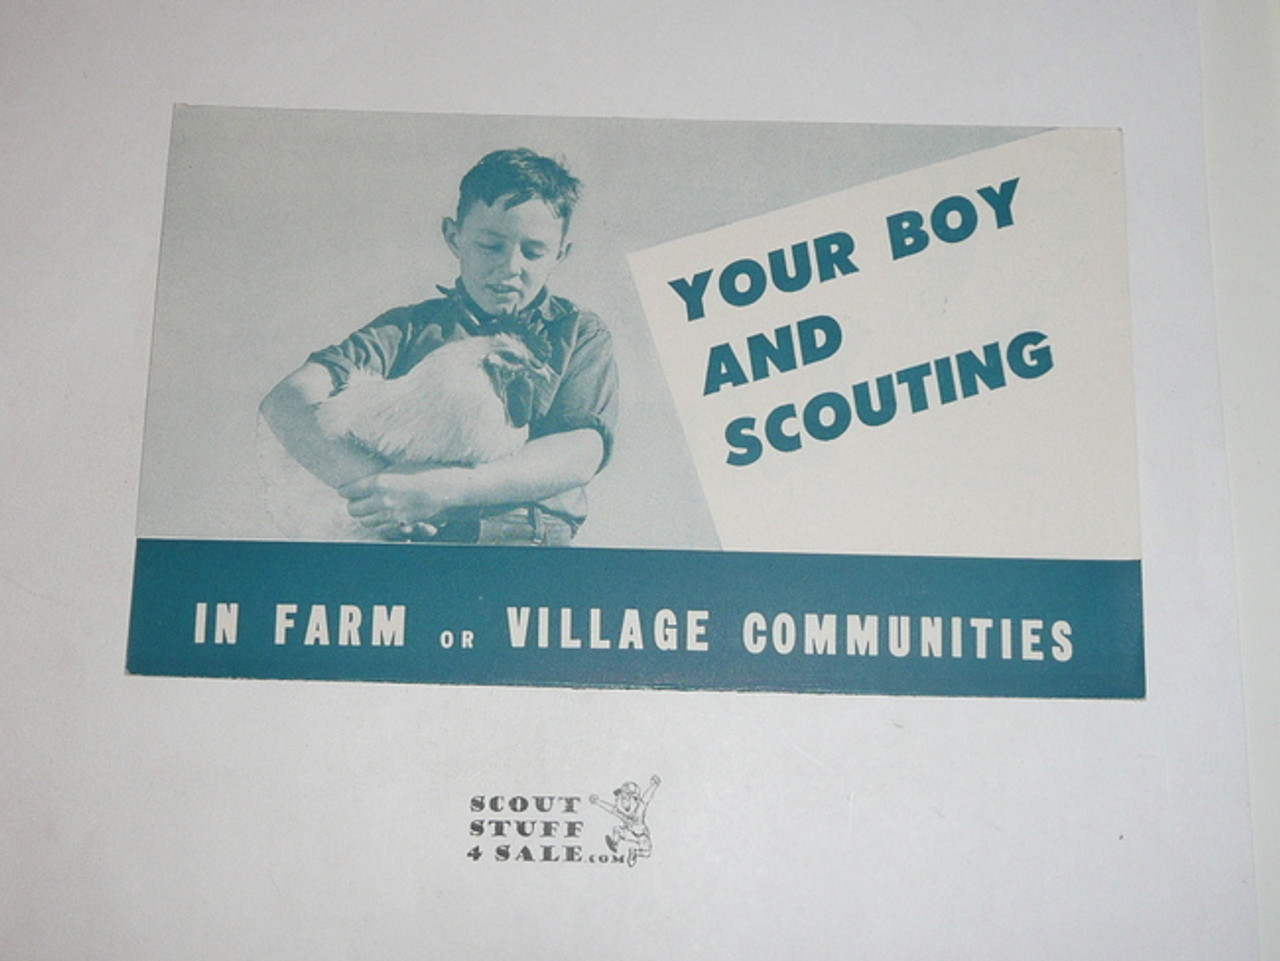 YOUR BOY
AND
SCOUTING
IN FARM OR VILLAGE COMMUNITIES
SCOUT
STUFF
4 SALE.COM